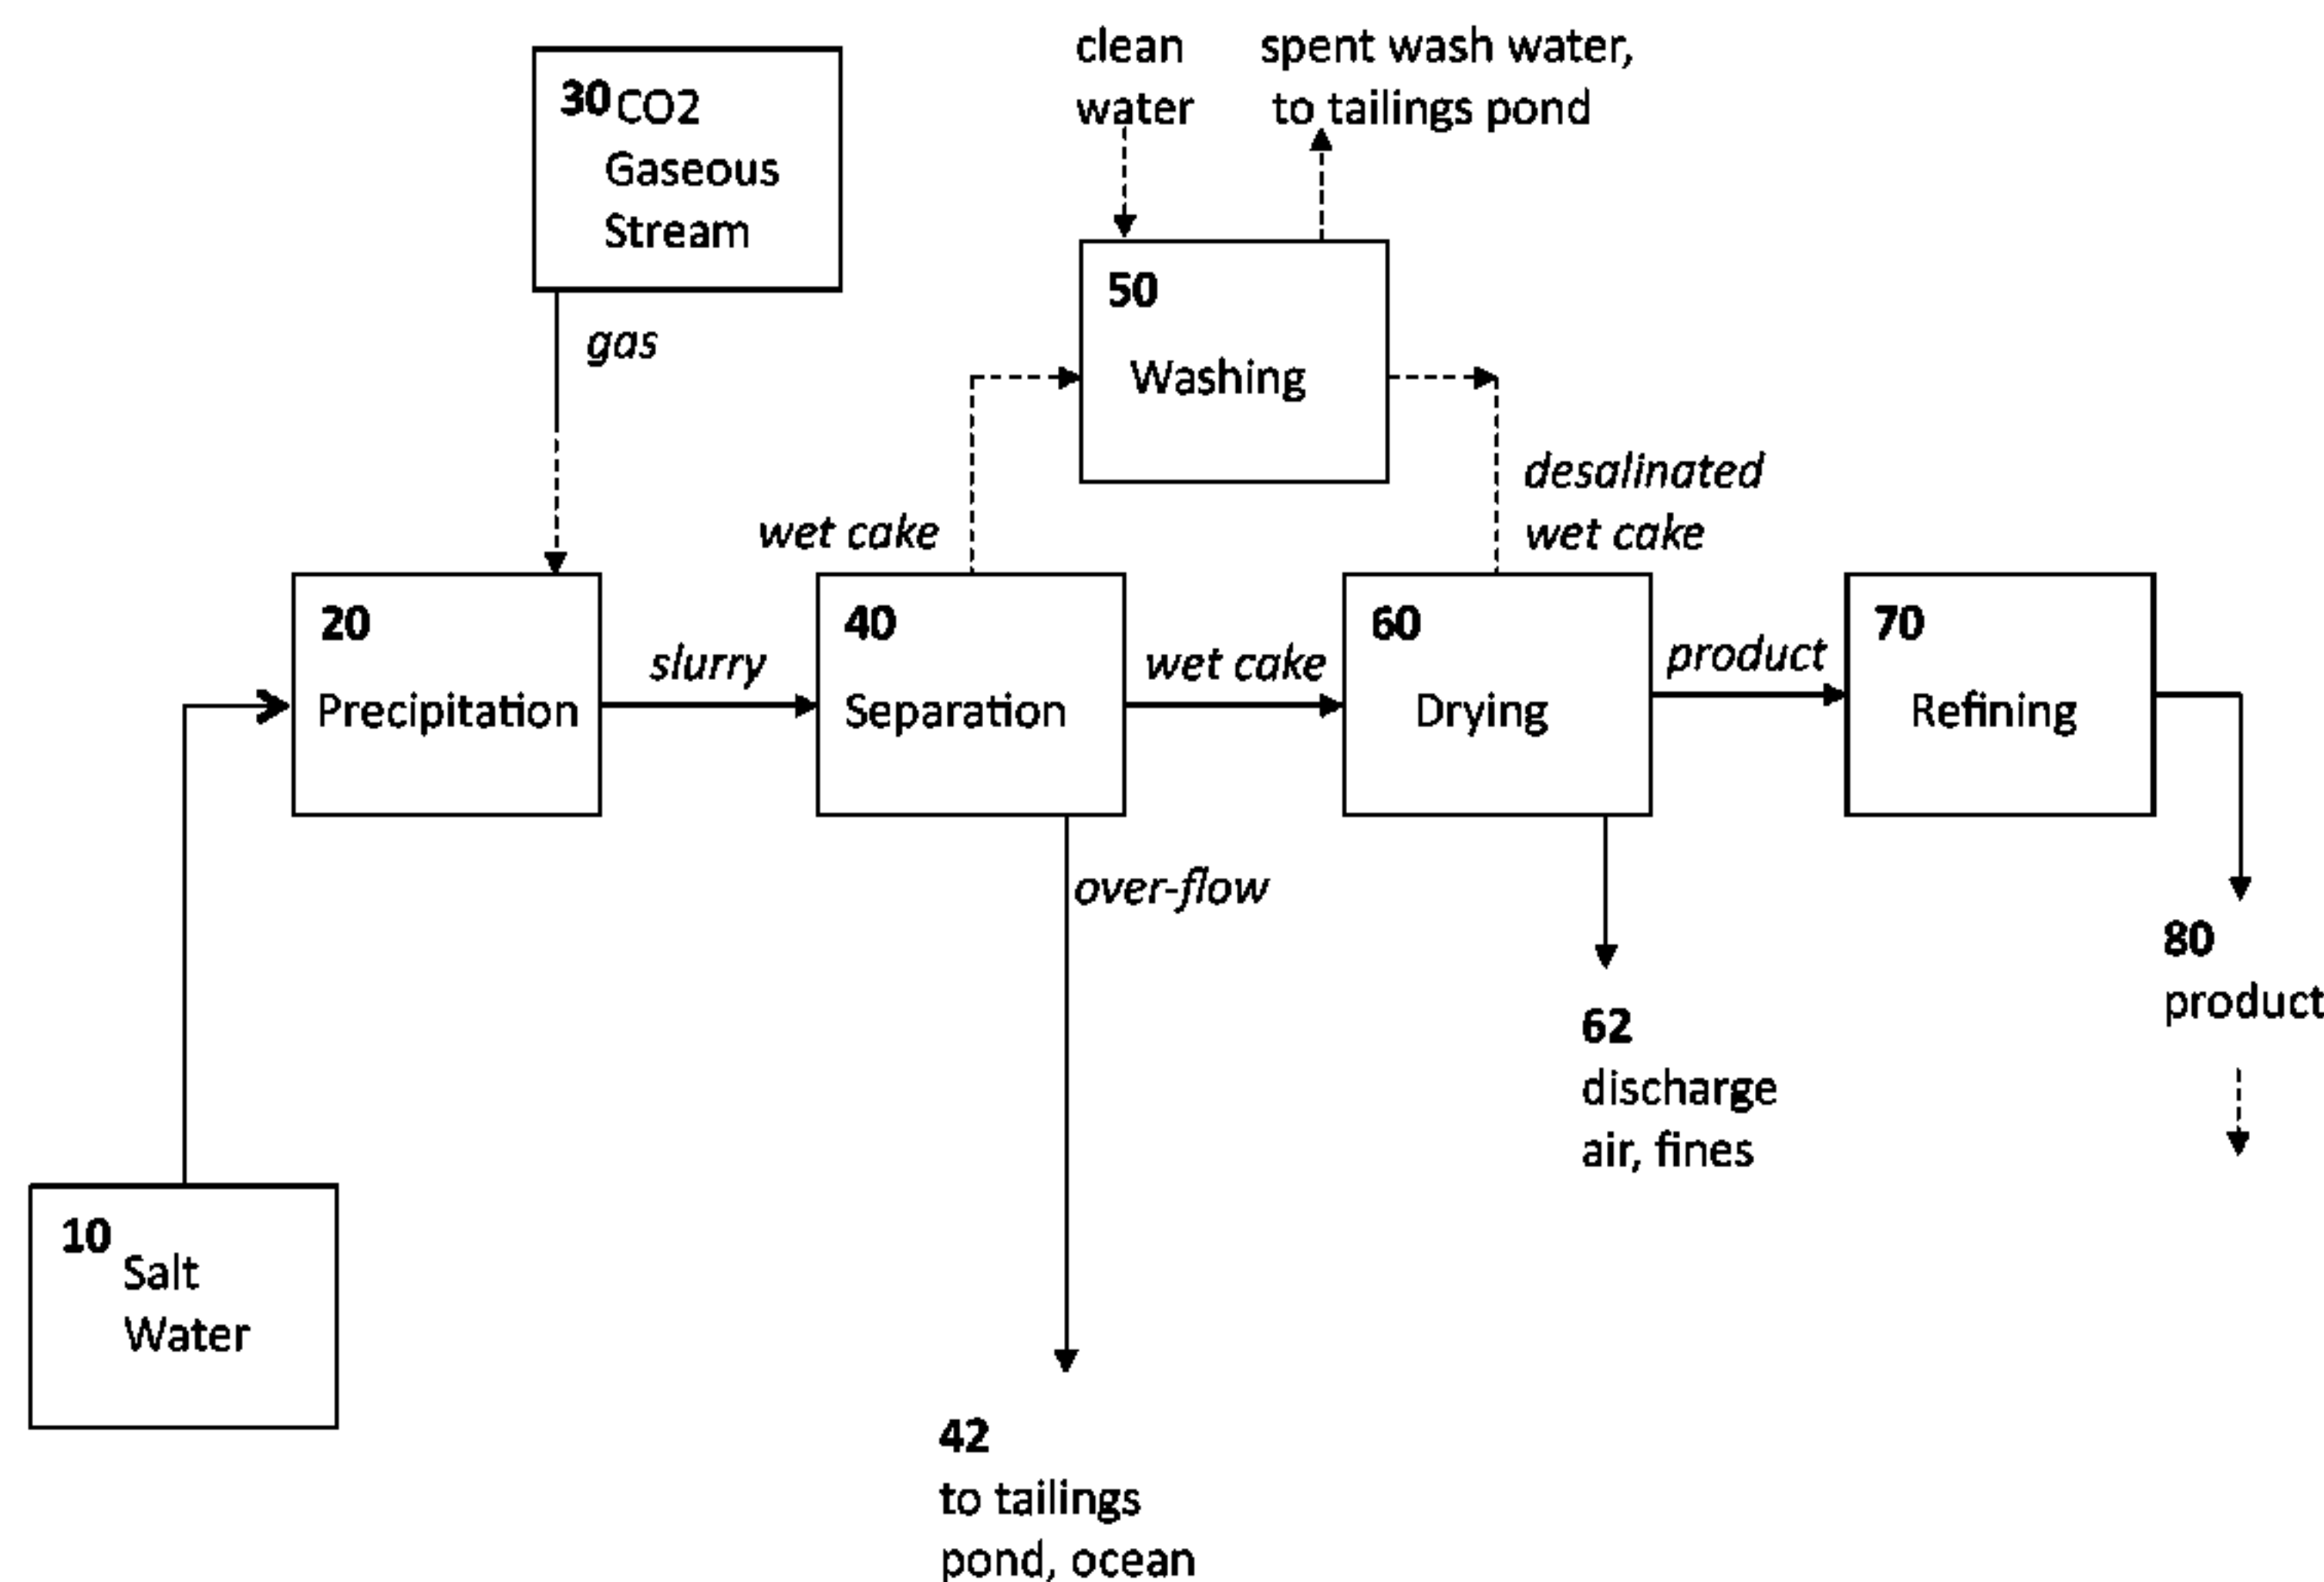 clean
water
spent wash water,
to tailings pond
30 CO2
Gaseous
Stream
gas
50
Washing
wet cake
desalinated
wet cake
20
Precipitation
slurry
40
Separation
wet cake
60
Drying
product
70
Refining
over-flow
80
product
62
discharge
air, fines
10
Salt
Water
42
to tailings
pond, ocean